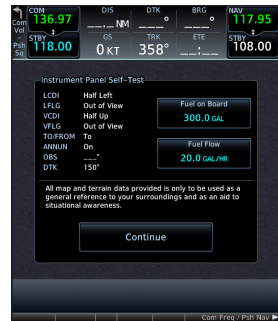 COM
136.97
DIS
__._ NM
DTK
___°
BRG
___°
NAV
117.95
Com
Vol
~
Psh
Sq
STBY
118.00
GS
0 KT
TRK
358°
ETE
__:__
STBY
108.00
Instrument Panel Self-Test
LCDI Half Left
LFLG Out of View
VCDI Half Up
VFLG Out of View
TO/FROM To
ANNUN On
OBS ___°
DTK 150°
Fuel on Board
300.0 GAL
Fuel Flow
20.0 GAL/HR
All map and terrain data provided is only to be used as a
general reference to your surroundings and as an aid to
situational awareness.
Continue
Com Freq / Psh Nav